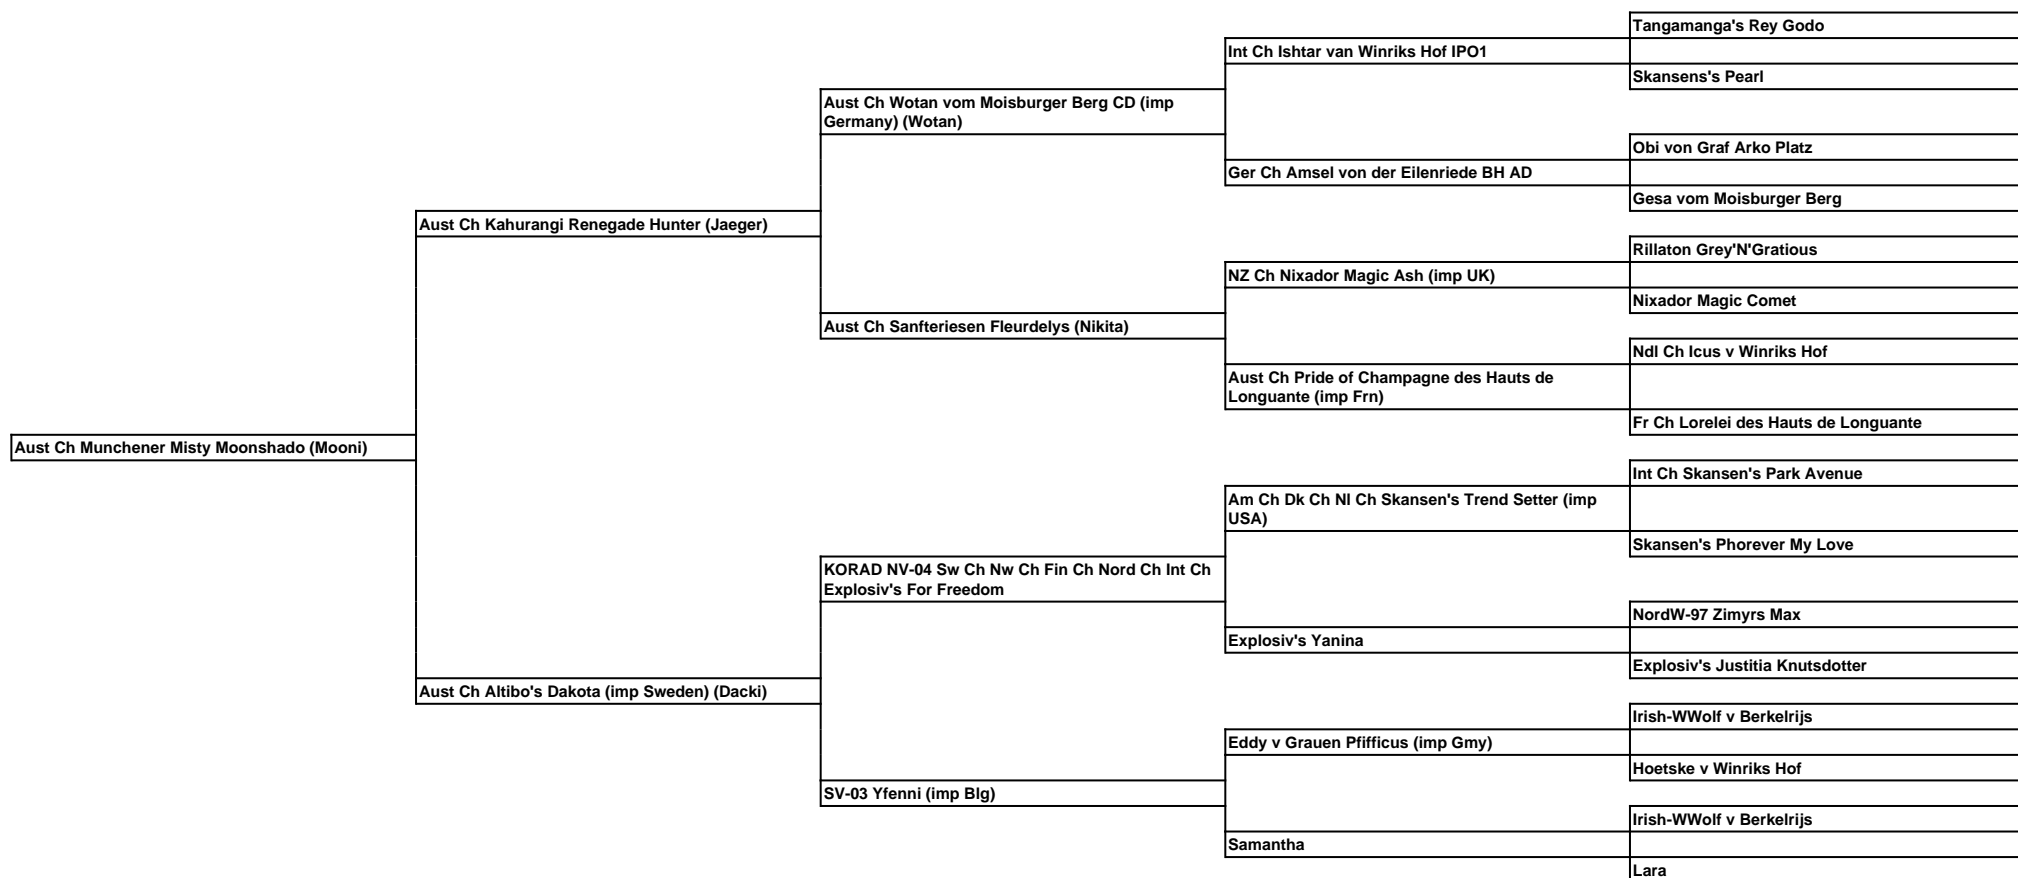 Tangamanga's Rey Godo
Int Ch Ishtar van Winriks Hof IPO1
Skansens's Pearl
Aust Ch Wotan vom Moisburger Berg CD (imp
Germany) (Wotan)
Obi von Graf Arko Platz
Ger Ch Amsel von der Eilenriede BH AD
Gesa vom Moisburger Berg
Aust Ch Kahurangi Renegade Hunter (Jaeger)
Rillaton Grey'N'Gratious
NZ Ch Nixador Magic Ash (imp UK)
Nixador Magic Comet
Aust Ch Sanfteriesen Fleurdelys (Nikita)
Ndl Ch Icus v Winriks Hof
Aust Ch Pride of Champagne des Hauts de
Longuante (imp Frn)
Fr Ch Lorelei des Hauts de Longuante
Aust Ch Munchener Misty Moonshado (Mooni)
Int Ch Skansen's Park Avenue
Am Ch Dk Ch Nl Ch Skansen's Trend Setter (imp
USA)
Skansen's Phorever My Love
KORAD NV-04 Sw Ch Nw Ch Fin Ch Nord Ch Int Ch
Explosiv's For Freedom
NordW-97 Zimyrs Max
Explosiv's Yanina
Explosiv's Justitia Knutsdotter
Aust Ch Altibo's Dakota (imp Sweden) (Dacki)
Irish-WWolf v Berkelrijs
Eddy v Grauen Pfifficus (imp Gmy)
Hoetske v Winriks Hof
SV-03 Yfenni (imp Blg)
Irish-WWolf v Berkelrijs
Samantha
Lara